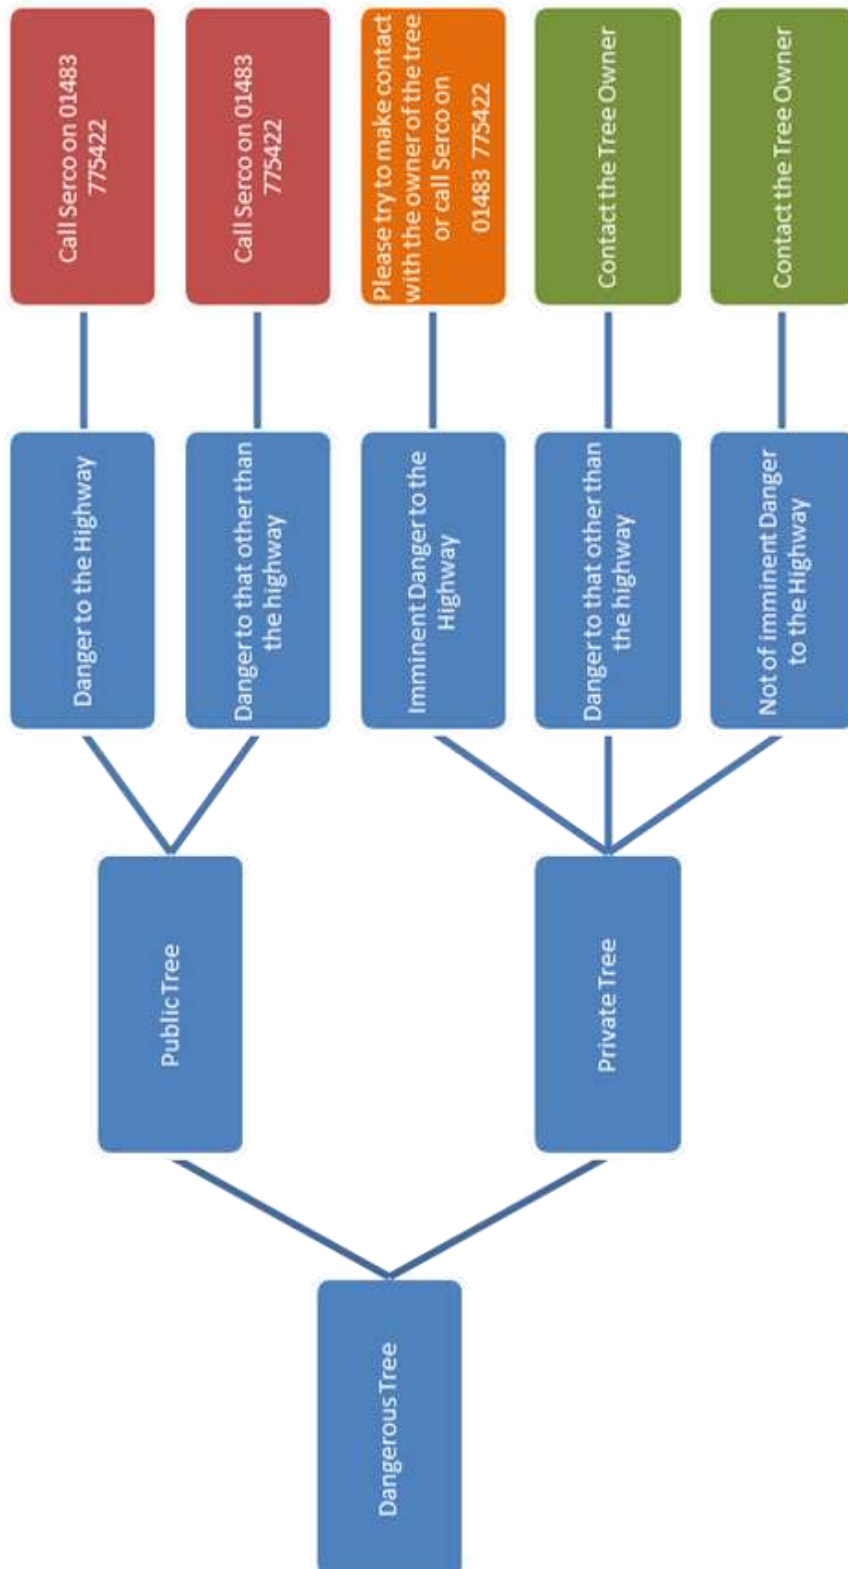 Dangerous Tree
Public Tree
Danger to the Highway
Call Serco on 01483
775422
Danger to that other than
the highway
Call Serco on 01483
775422
Private Tree
Imminent Danger to the
Highway
Please try to make contact
with the owner of the tree
or call Serco on
01483 775422
Danger to that other than
the highway
Contact the Tree Owner
Not of imminent Danger
to the Highway
Contact the Tree Owner